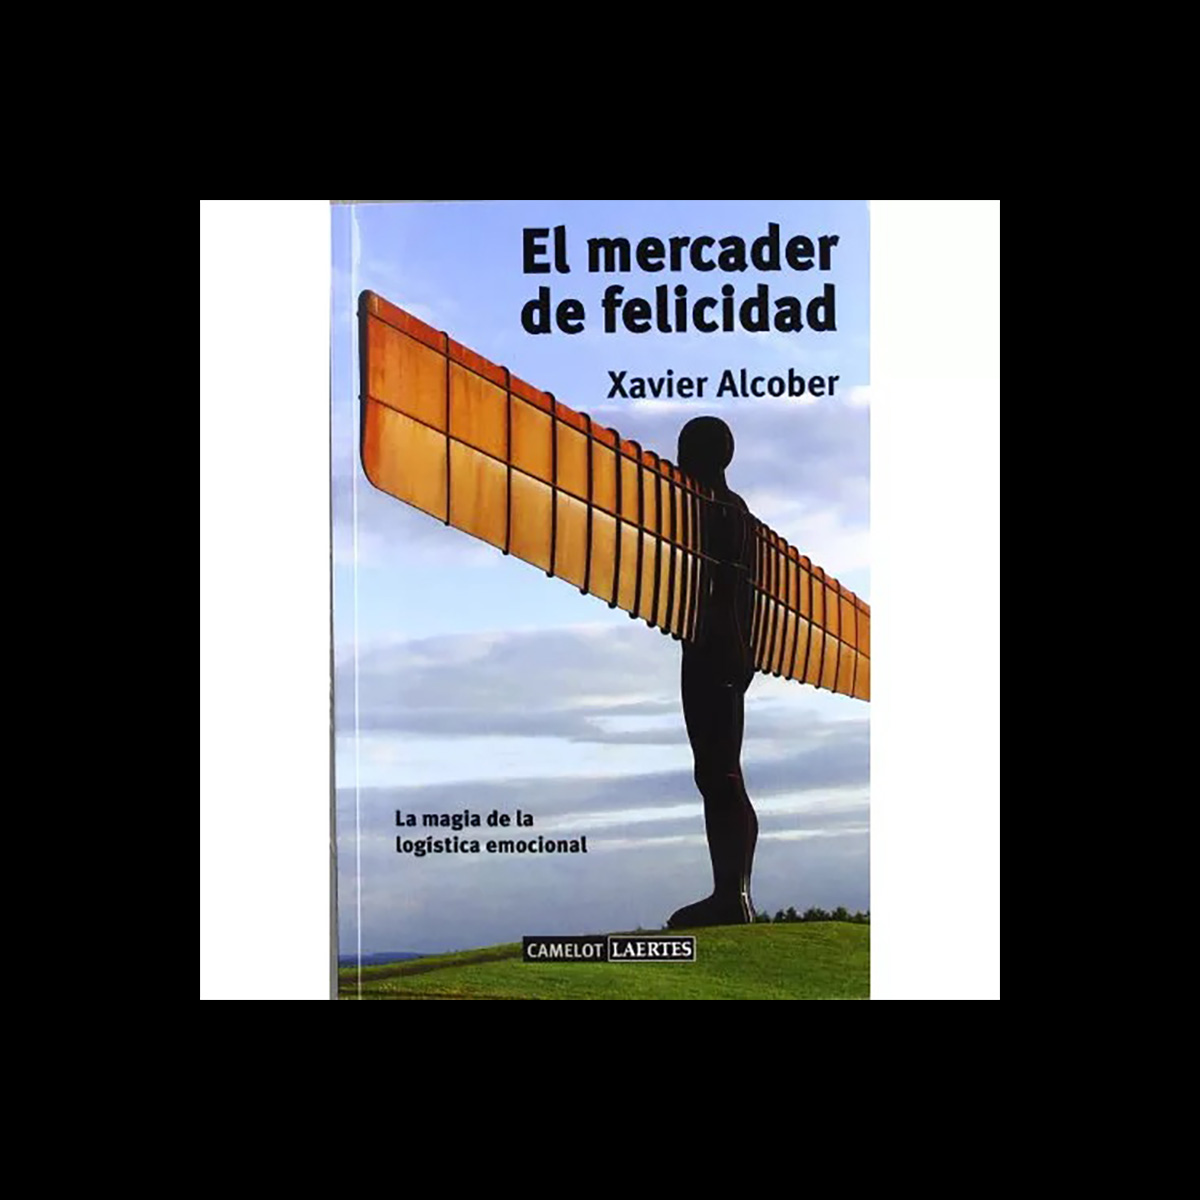 El mercader
de felicidad
Xavier Alcober
La magia de la
logística emocional
CAMELOT LAERTES